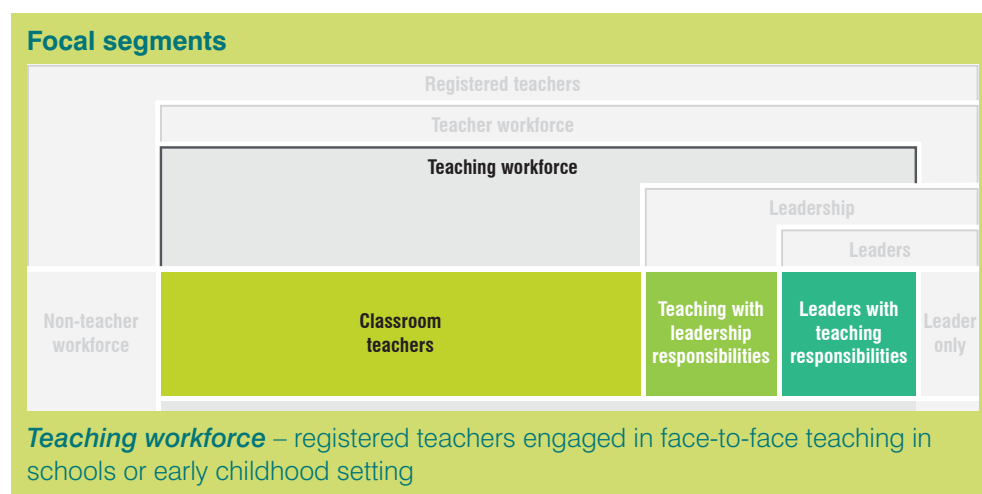 Focal segments
Registered teachers
Teacher workforce
Teaching workforce
Leadership
Leaders
Non-teacher
workforce
Classroom
teachers
Teaching with
leadership
responsibilities
Leaders with
teaching
responsibilities
Leader
only
Teaching workforce – registered teachers engaged in face-to-face teaching in
schools or early childhood setting